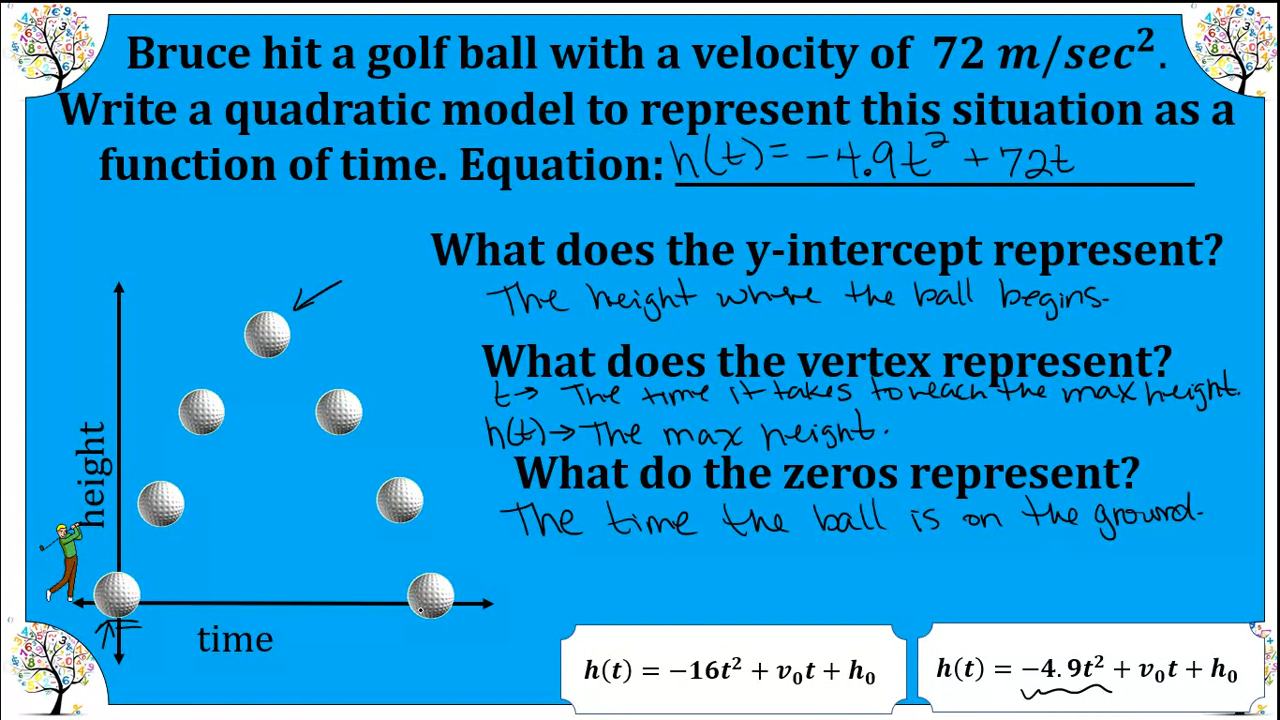 Bruce hit a golf ball with a velocity of 72 m/sec².
Write a quadratic model to represent this situation as a
function of time. Equation: h(t) = -4.9t² + 72t
What does the y-intercept represent?
The height where the ball begins.
What does the vertex represent?
t→ The time it takes to reach the max height.
h(t)→The max height.
What do the zeros represent?
The time the ball is on the ground.
height
time
h(t) = −16t² + v₀t + h₀
h(t) = −4.9t² + v₀t + h₀